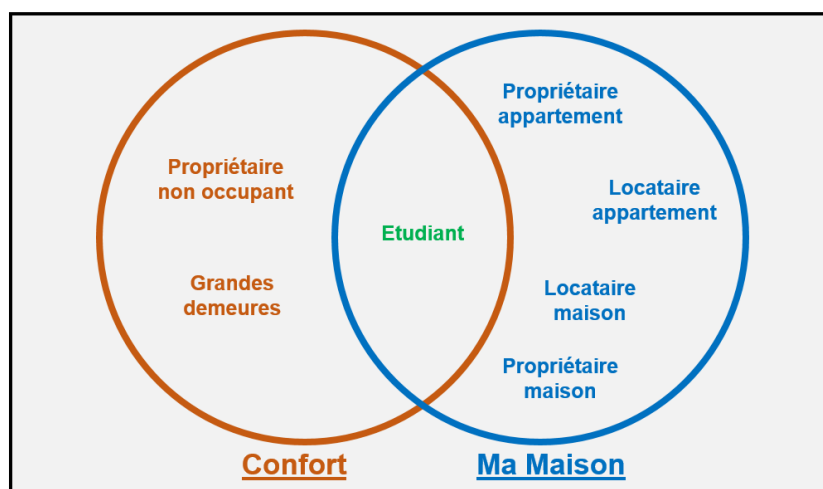 Propriétaire
non occupant
Grandes
demeures
Etudiant
Propriétaire
appartement
Locataire
appartement
Locataire
maison
Propriétaire
maison
Confort
Ma Maison